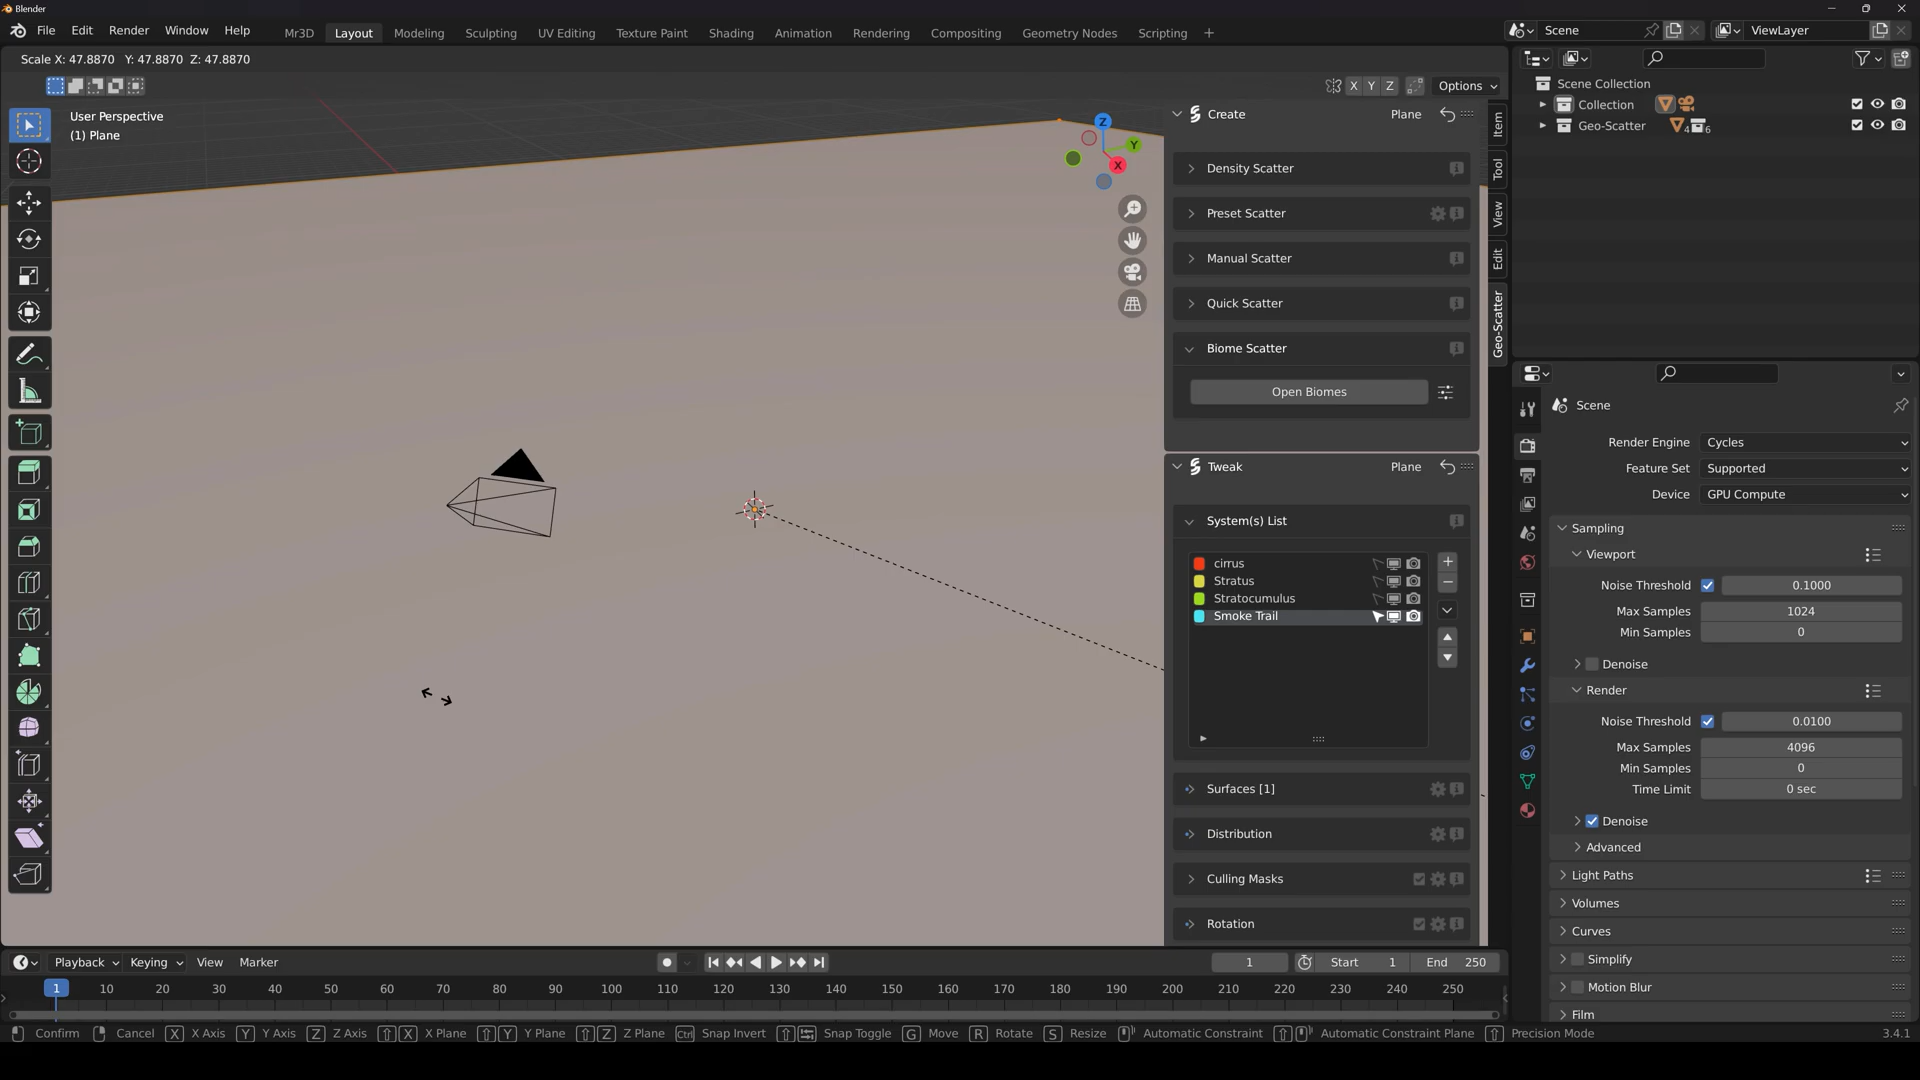 Blender
File Edit Render Window Help
Mr3D Layout Modeling Sculpting UV Editing Texture Paint Shading Animation Rendering Compositing Geometry Nodes Scripting +
Scene
ViewLayer
Scale X: 47.8870 Y: 47.8870 Z: 47.8870
X Y Z
Options
User Perspective
(1) Plane
Z
Y
X
Create Plane
Density Scatter
Preset Scatter
Manual Scatter
Quick Scatter
Biome Scatter
Open Biomes
Tweak Plane
System(s) List
cirrus
Stratus
Stratocumulus
Smoke Trail
Surfaces [1]
Distribution
Culling Masks
Rotation
Item
Tool
View
Edit
Geo-Scatter
Scene Collection
Collection
Geo-Scatter 4 6
Scene
Render Engine Cycles
Feature Set Supported
Device GPU Compute
Sampling
Viewport
Noise Threshold 0.1000
Max Samples 1024
Min Samples 0
Denoise
Render
Noise Threshold 0.0100
Max Samples 4096
Min Samples 0
Time Limit 0 sec
Denoise
Advanced
Light Paths
Volumes
Curves
Simplify
Motion Blur
Film
Playback Keying View Marker
1 Start 1 End 250
1 10 20 30 40 50 60 70 80 90 100 110 120 130 140 150 160 170 180 190 200 210 220 230 240 250
Confirm Cancel X X Axis Y Y Axis Z Z Axis X X Plane Y Y Plane Z Z Plane Ctrl Snap Invert Snap Toggle G Move R Rotate S Resize Automatic Constraint Automatic Constraint Plane Precision Mode 3.4.1